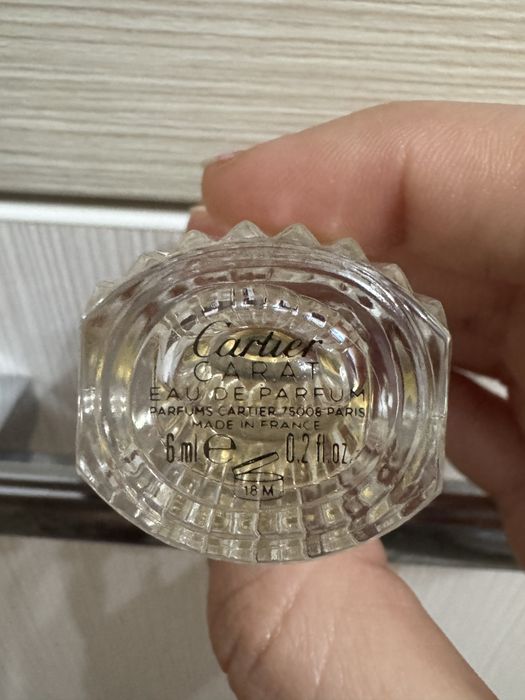 Cartier
CARAT
EAU DE PARFUM
PARFUMS CARTIER 75008 PARIS
MADE IN FRANCE
6 ml e 0.2 fl.oz.
18 M